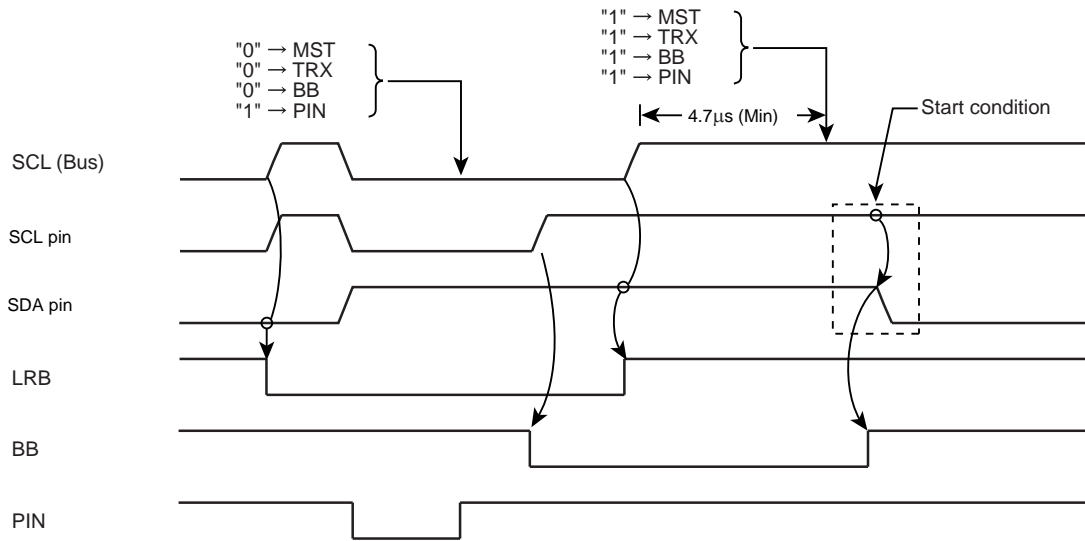 "0" → MST
"0" → TRX
"0" → BB
"1" → PIN
"1" → MST
"1" → TRX
"1" → BB
"1" → PIN
4.7μs (Min)
Start condition
SCL (Bus)
SCL pin
SDA pin
LRB
BB
PIN